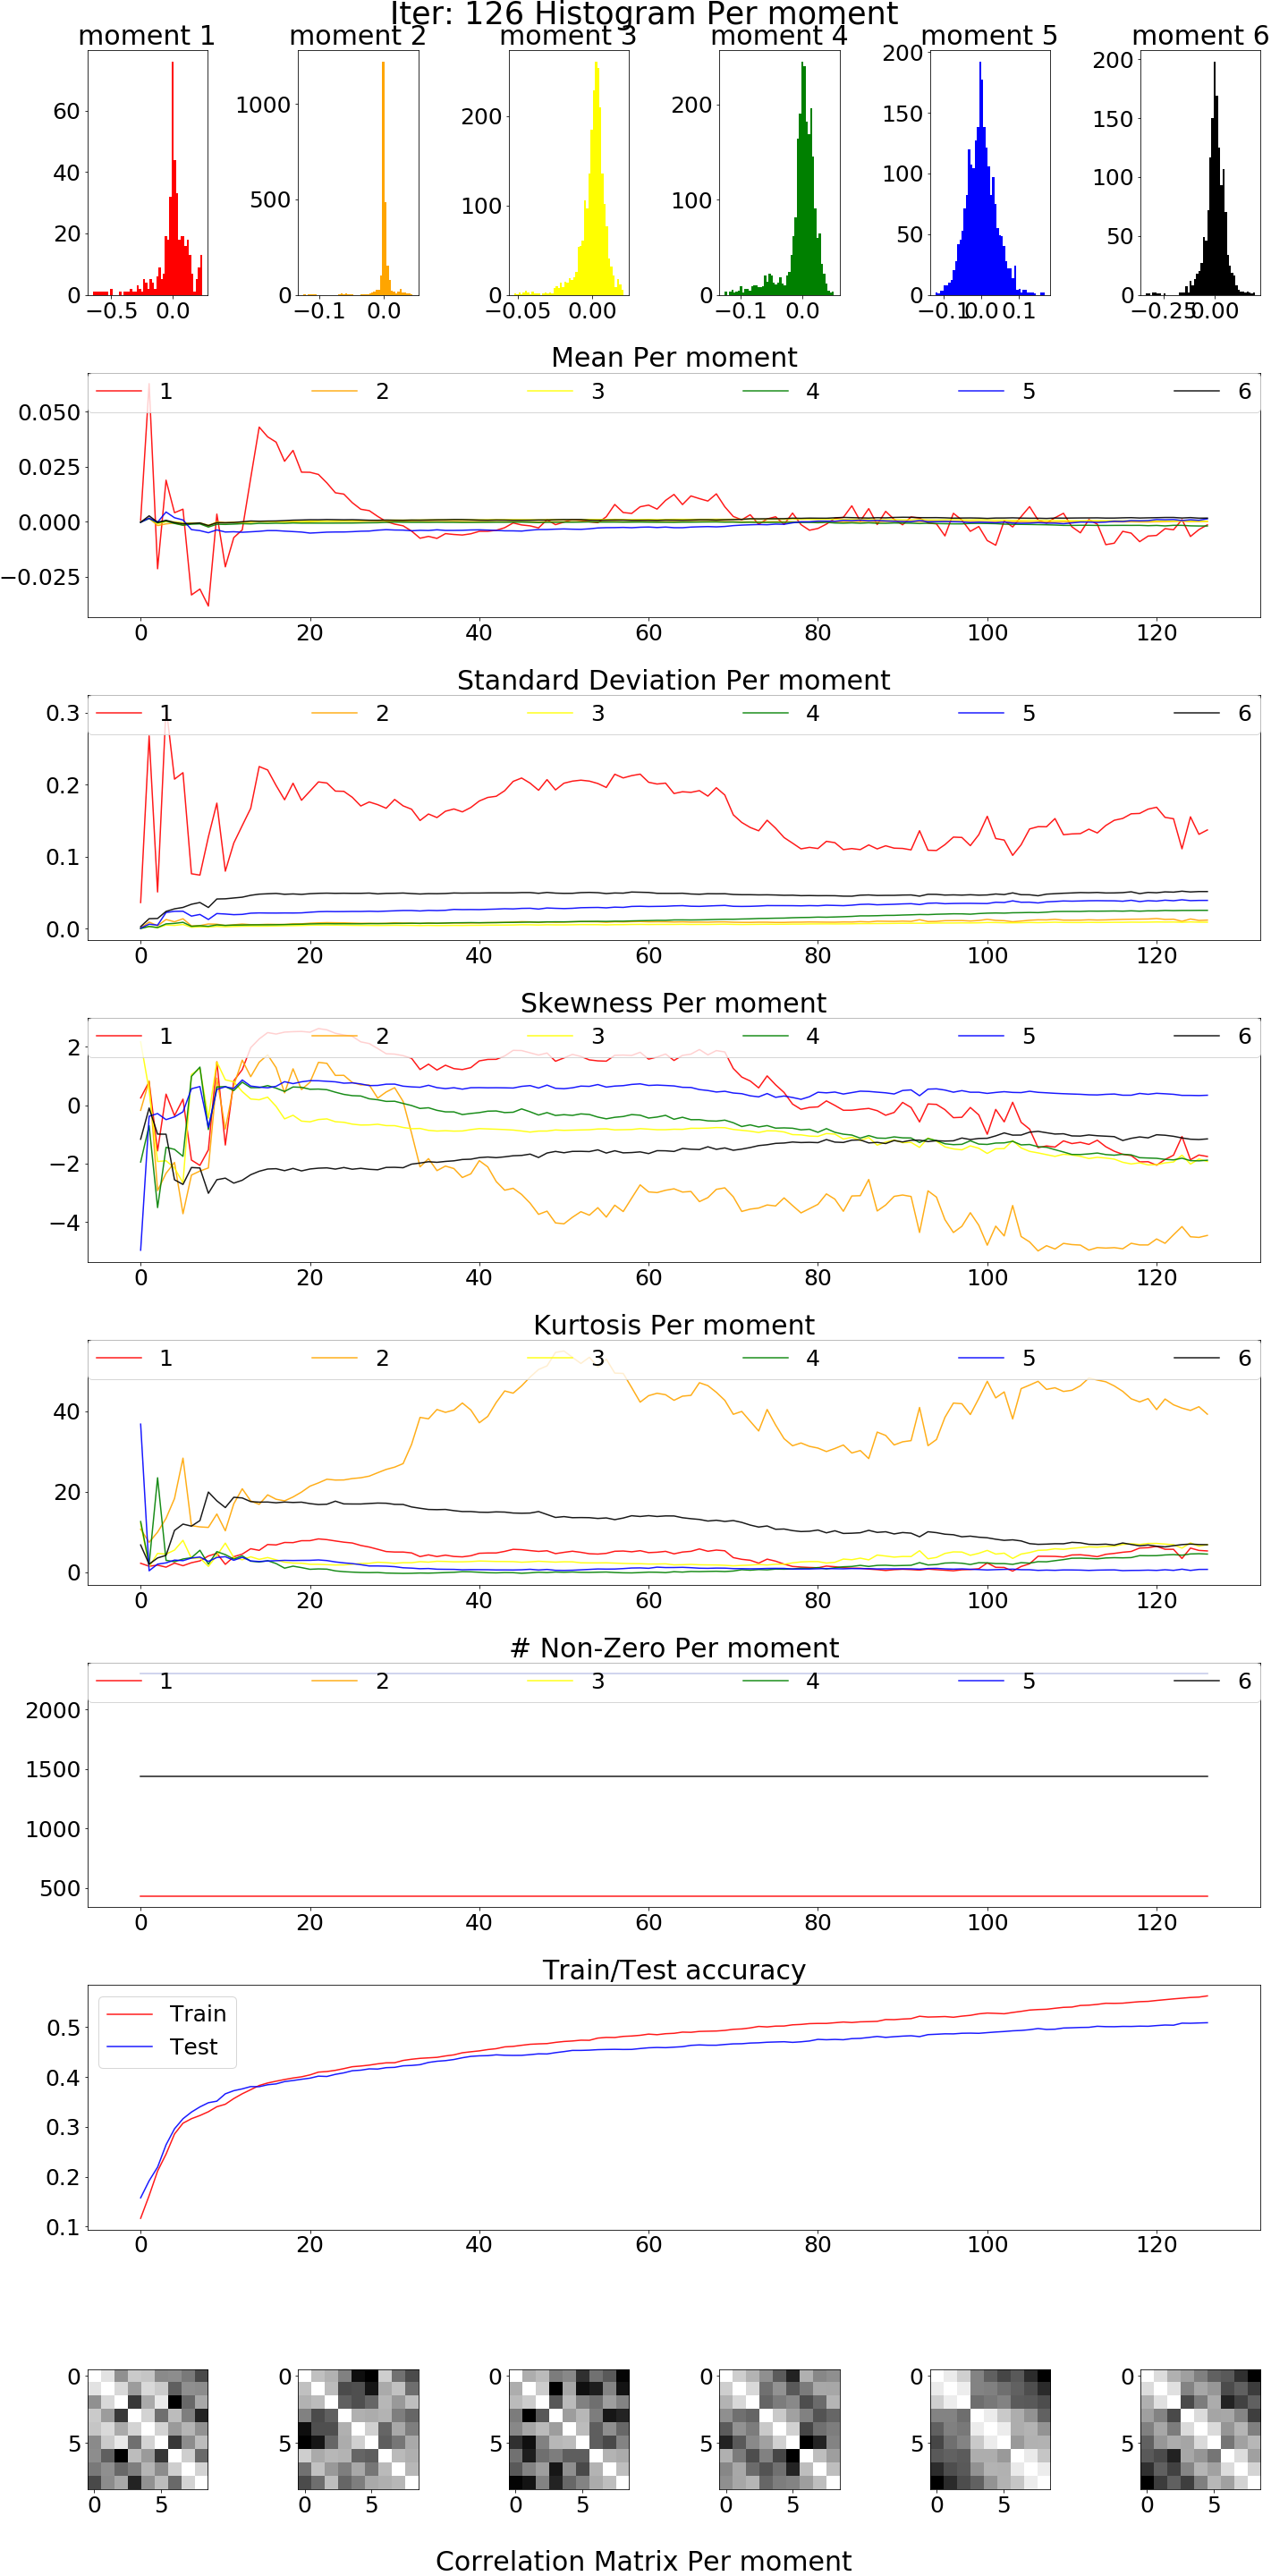 Iter: 126 Histogram Per moment
moment 1 moment 2 moment 3 moment 4 moment 5 moment 6
60 40 20 0
−0.5 0.0
1000 500 0
−0.1 0.0
200 100 0
−0.05 0.00
200 100 0
−0.1 0.0
200 150 100 50 0
−0.1 0.0 0.1
200 150 100 50 0
−0.25 0.00
Mean Per moment
1 2 3 4 5 6
0.050
0.025
0.000
−0.025
0 20 40 60 80 100 120
Standard Deviation Per moment
1 2 3 4 5 6
0.3
0.2
0.1
0.0
0 20 40 60 80 100 120
Skewness Per moment
1 2 3 4 5 6
2
0
−2
−4
0 20 40 60 80 100 120
Kurtosis Per moment
1 2 3 4 5 6
40
20
0
0 20 40 60 80 100 120
# Non-Zero Per moment
1 2 3 4 5 6
2000
1500
1000
500
0 20 40 60 80 100 120
Train/Test accuracy
Train
Test
0.5
0.4
0.3
0.2
0.1
0 20 40 60 80 100 120
0 0 0 0 0 0
5 5 5 5 5 5
0 5 0 5 0 5 0 5 0 5 0 5
Correlation Matrix Per moment